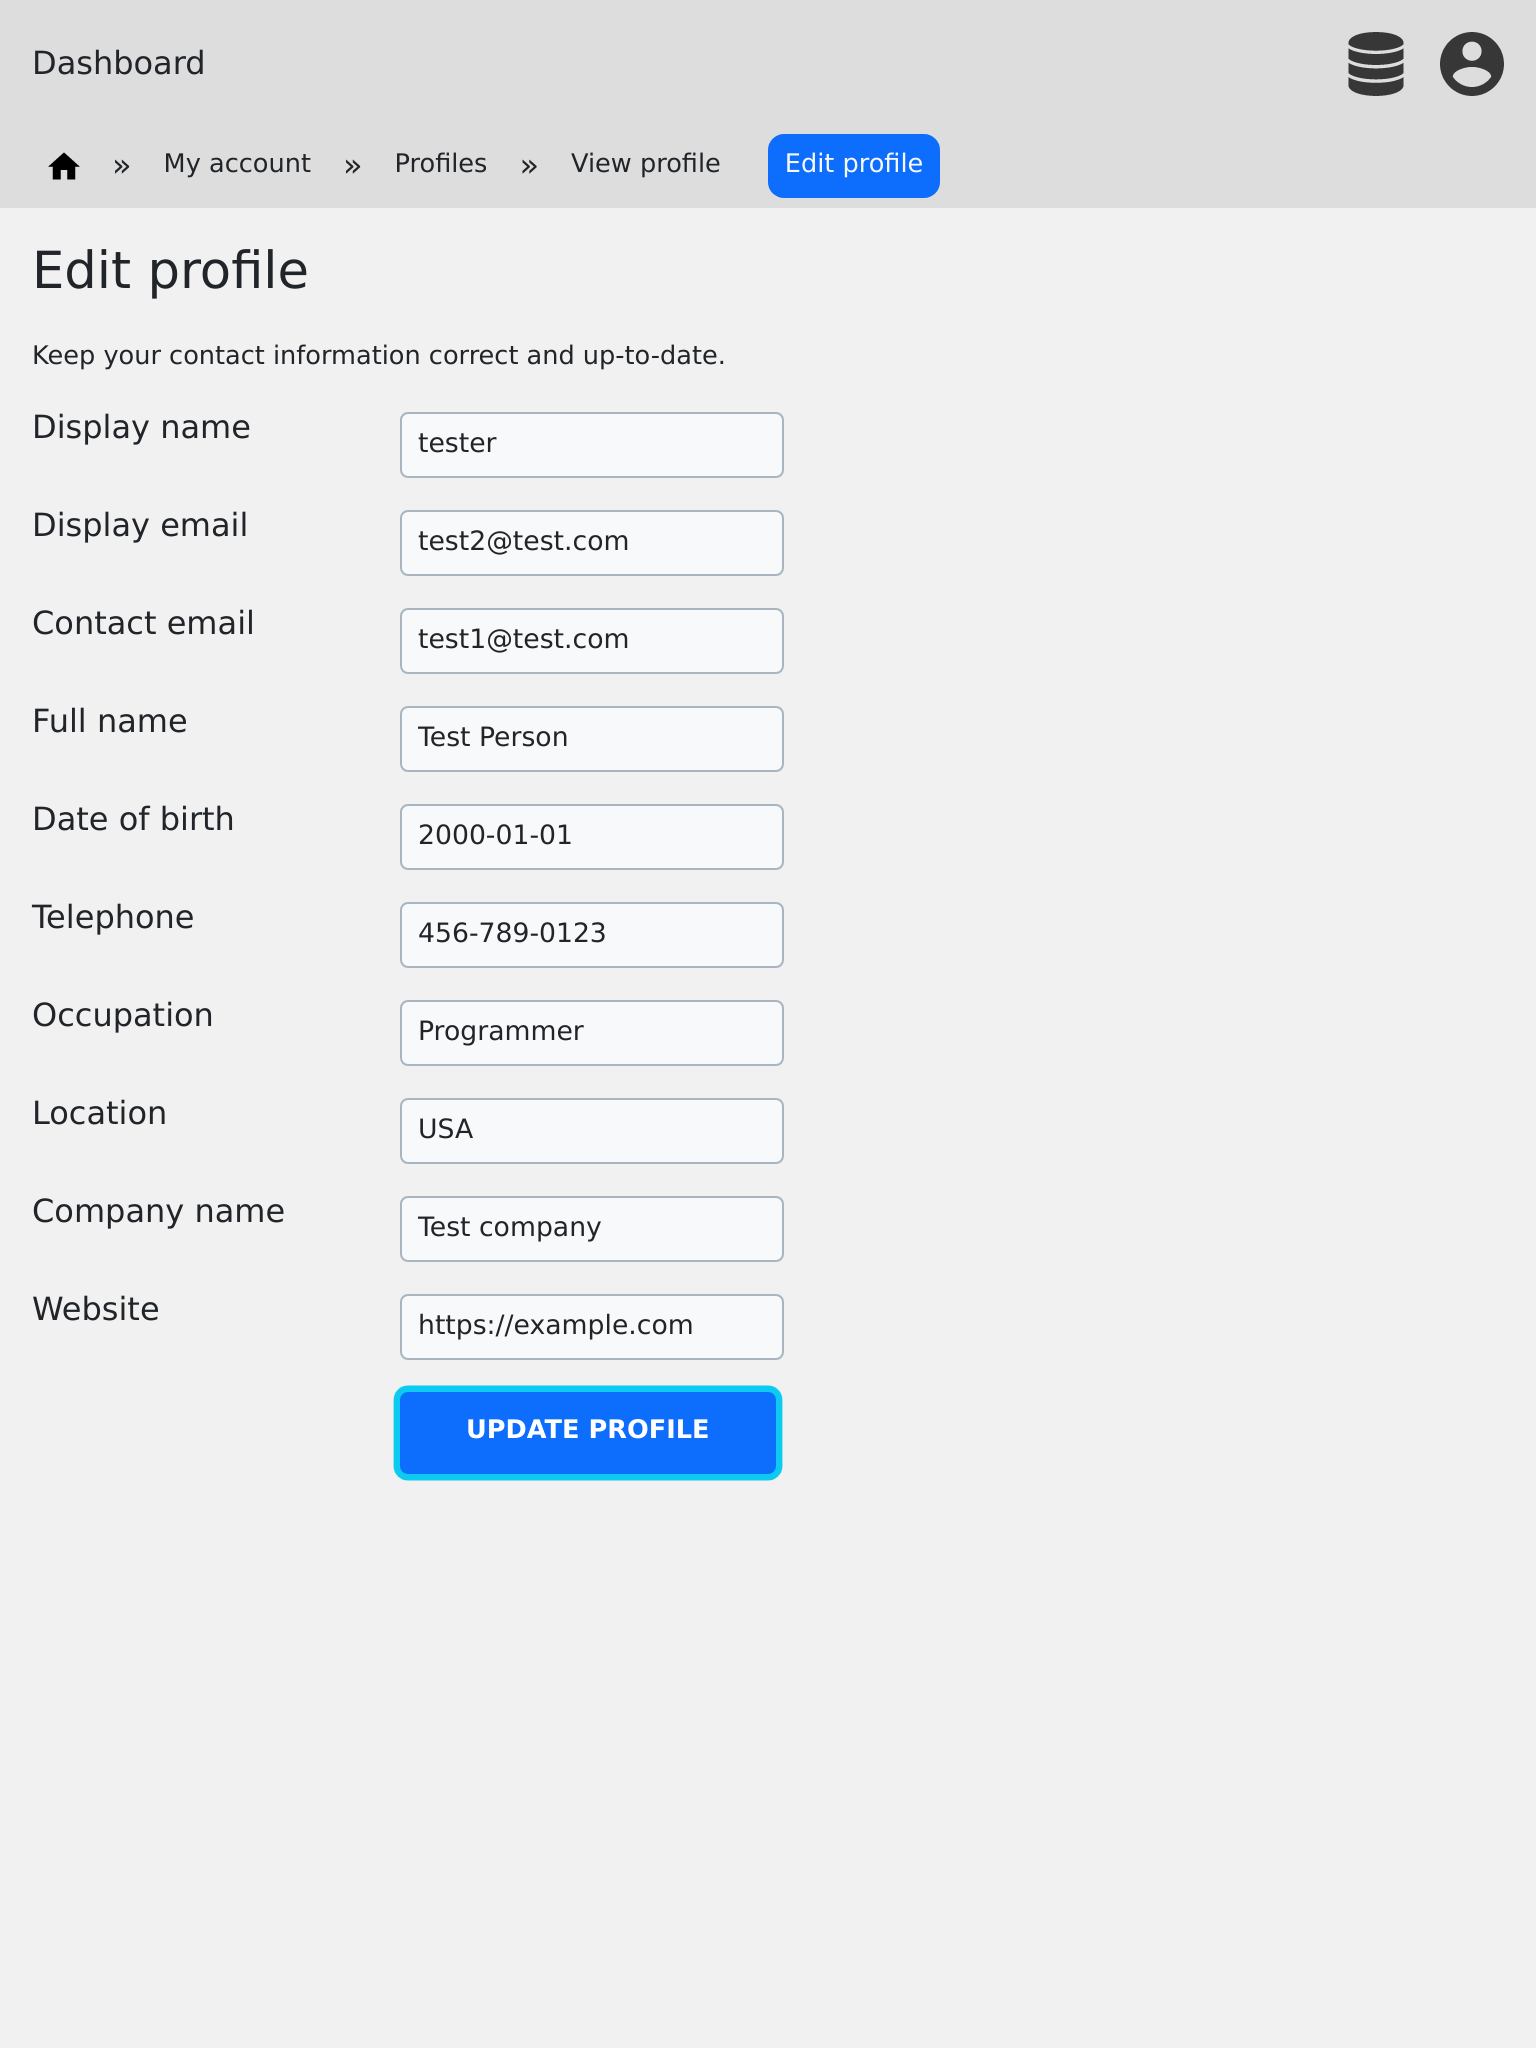 Dashboard
» My account » Profiles » View profile Edit profile
Edit profile
Keep your contact information correct and up-to-date.
Display name tester
Display email test2@test.com
Contact email test1@test.com
Full name Test Person
Date of birth 2000-01-01
Telephone 456-789-0123
Occupation Programmer
Location USA
Company name Test company
Website https://example.com
UPDATE PROFILE